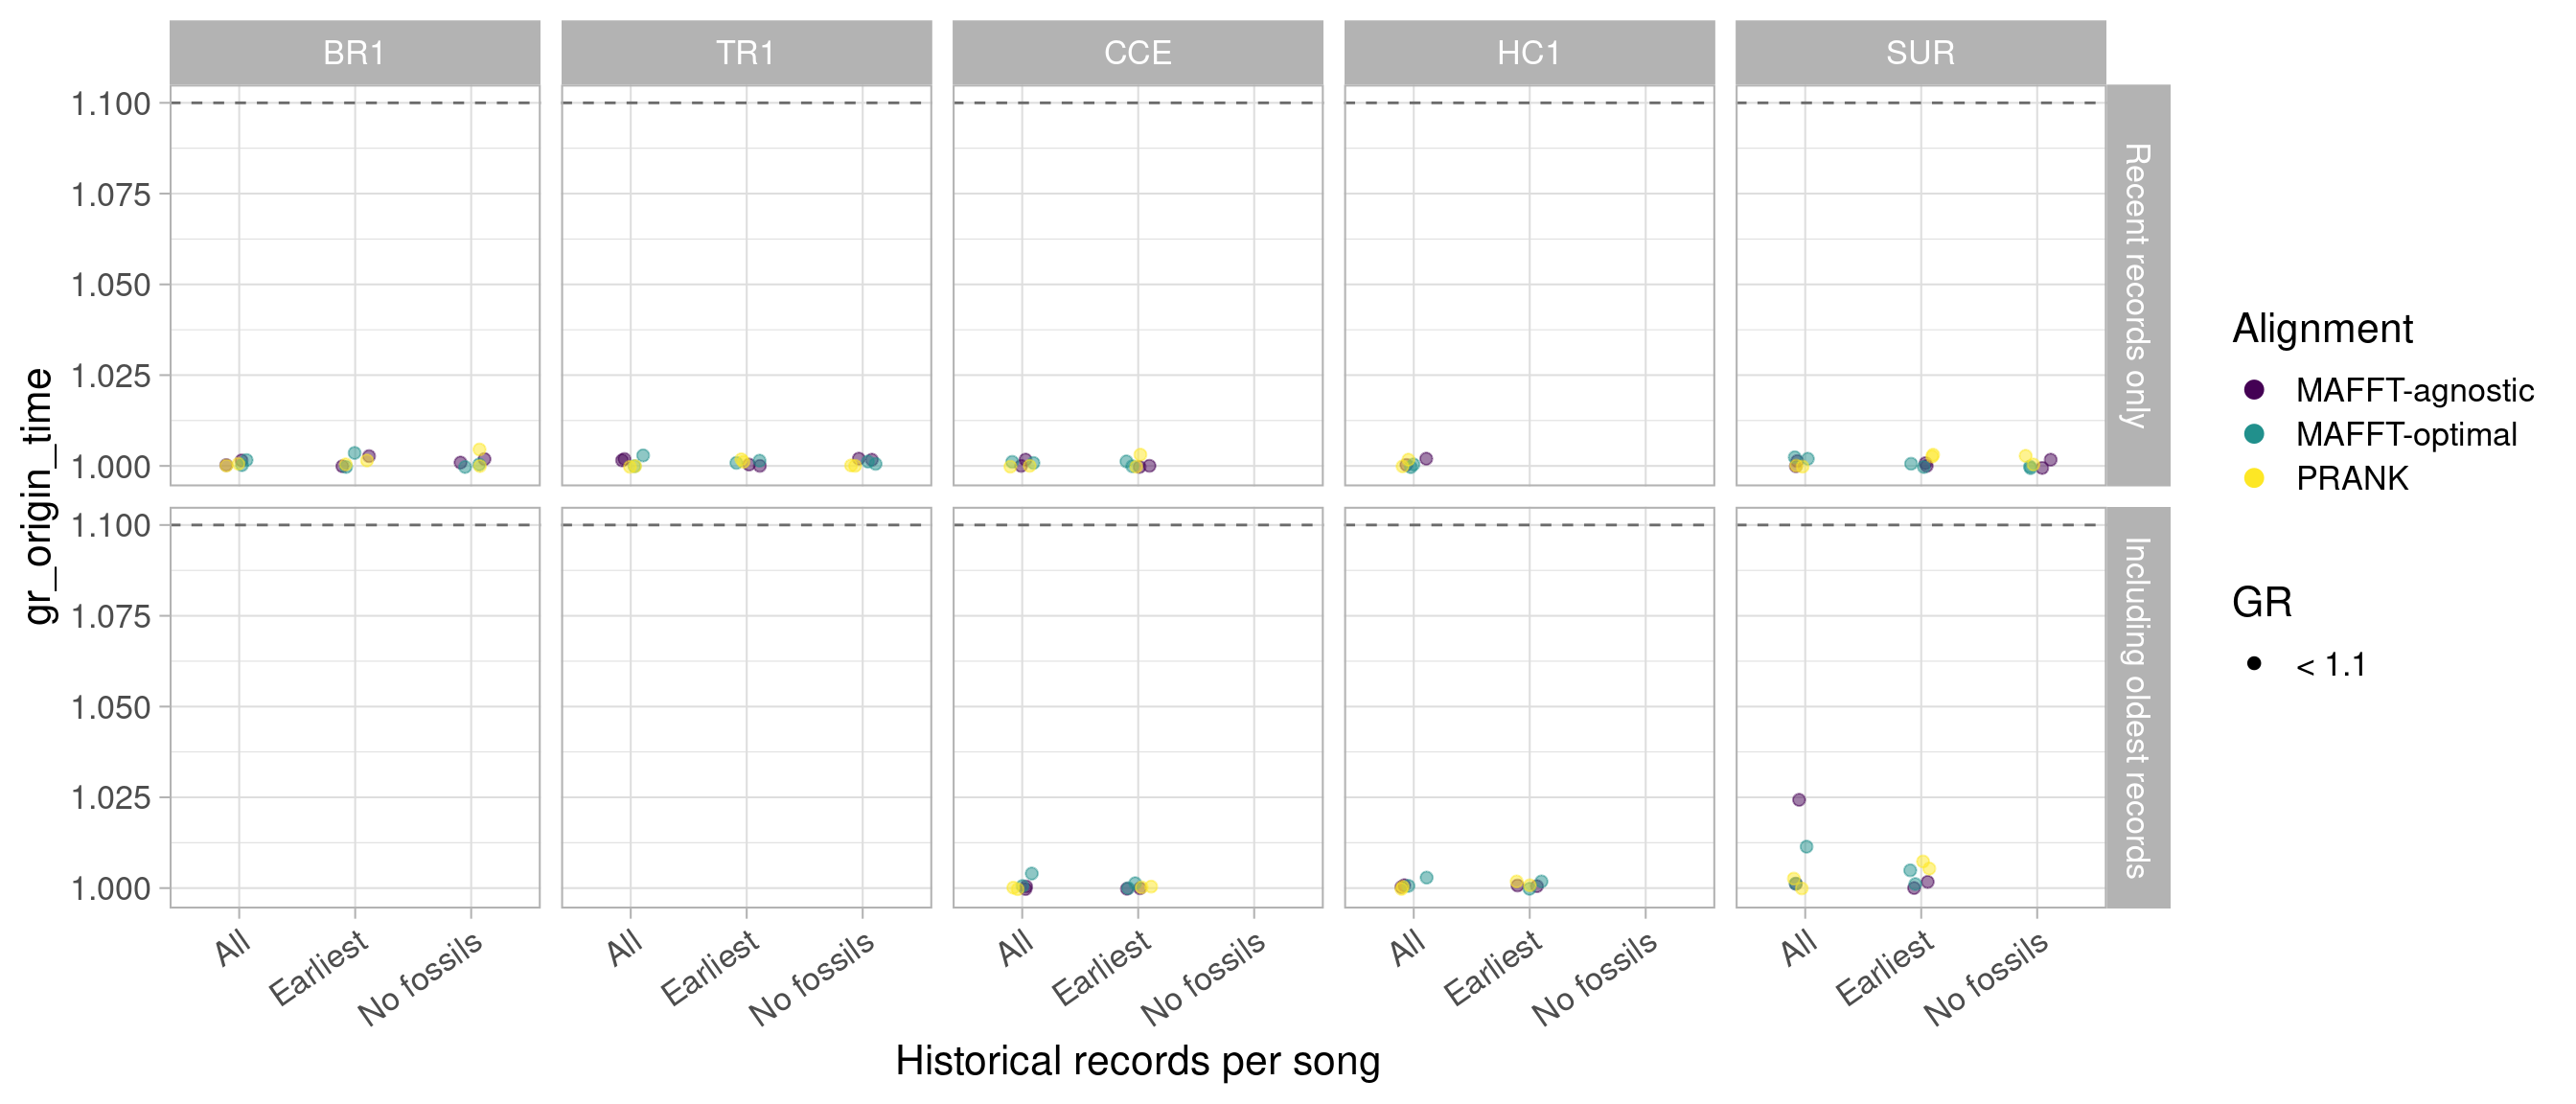 BR1 TR1 CCE HC1 SUR
1.100
1.075
1.050
1.025
1.000
Recent records only
1.100
1.075
1.050
1.025
1.000
Including oldest records
gr_origin_time
All Earliest No fossils All Earliest No fossils All Earliest No fossils All Earliest No fossils All Earliest No fossils
Historical records per song
Alignment
MAFFT-agnostic
MAFFT-optimal
PRANK
GR
< 1.1